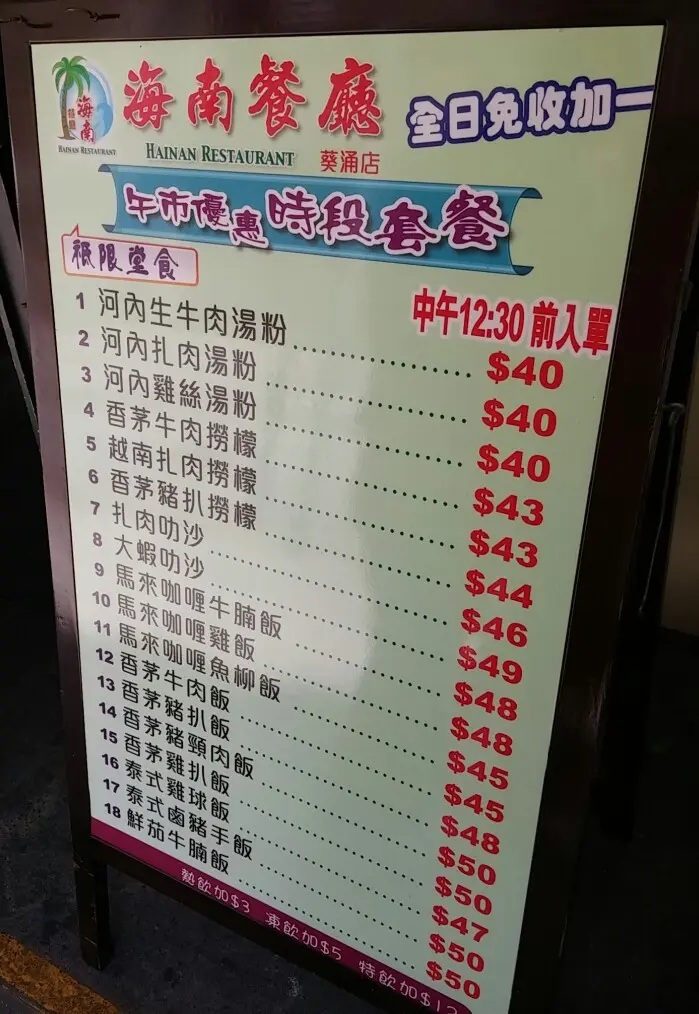 海南餐廳
海南
餐廳
HAINAN RESTAURANT
HAINAN RESTAURANT 葵涌店
全日免收加一
午市優惠時段套餐
祇限堂食
中午12:30前入單
1 河內生牛肉湯粉 $40
2 河內扎肉湯粉 $40
3 河內雞絲湯粉 $40
4 香茅牛肉撈檬 $43
5 越南扎肉撈檬 $43
6 香茅豬扒撈檬 $44
7 扎肉叻沙 $46
8 大蝦叻沙 $49
9 馬來咖喱牛腩飯 $48
10 馬來咖喱雞飯 $48
11 馬來咖喱魚柳飯 $45
12 香茅牛肉飯 $45
13 香茅豬扒飯 $48
14 香茅豬頸肉飯 $50
15 香茅雞扒飯 $50
16 泰式雞球飯 $47
17 泰式鹵豬手飯 $50
18 鮮茄牛腩飯 $50
熱飲加$3 凍飲加$5 特飲加